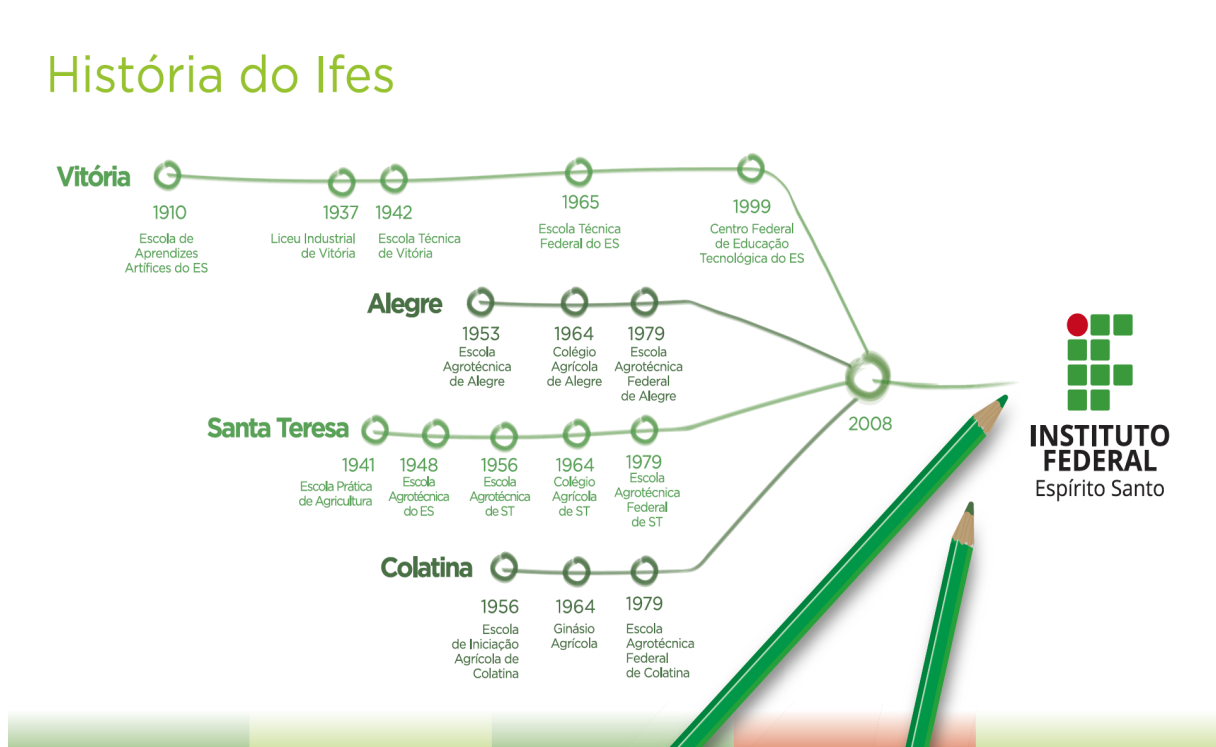 História do Ifes
Vitória
1910
Escola de
Aprendizes
Artífices do ES
1937
Liceu Industrial
de Vitória
1942
Escola Técnica
de Vitória
1965
Escola Técnica
Federal do ES
1999
Centro Federal
de Educação
Tecnológica do ES
Alegre
1953
Escola
Agrotécnica
de Alegre
1964
Colégio
Agrícola
de Alegre
1979
Escola
Agrotécnica
Federal
de Alegre
Santa Teresa
1941
Escola Prática
de Agricultura
1948
Escola
Agrotécnica
do ES
1956
Escola
Agrotécnica
de ST
1964
Colégio
Agrícola
de ST
1979
Escola
Agrotécnica
Federal
de ST
Colatina
1956
Escola
de Iniciação
Agrícola de
Colatina
1964
Ginásio
Agrícola
1979
Escola
Agrotécnica
Federal
de Colatina
2008
INSTITUTO
FEDERAL
Espírito Santo